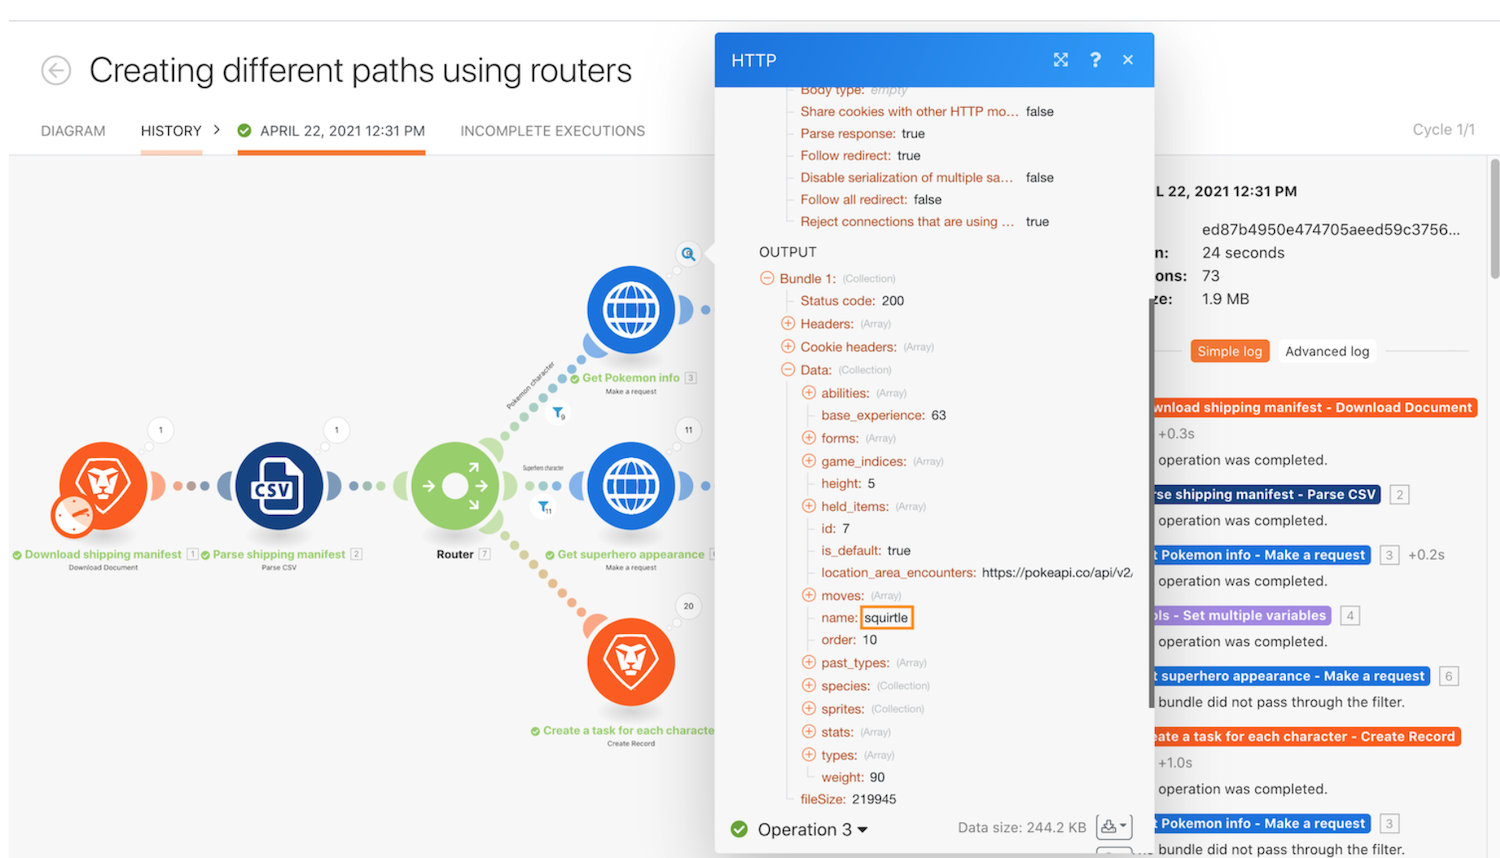 Creating different paths using routers
DIAGRAM
HISTORY
APRIL 22, 2021 12:31 PM
INCOMPLETE EXECUTIONS
Cycle 1/1
Pokemon character
9
Get Pokemon info 3
Make a request
1
Download shipping manifest 1
Download Document
1
CSV
Parse shipping manifest 2
Parse CSV
Router 7
Superhero character
11
11
Get superhero appearance
Make a request
20
Create a task for each characte
Create Record
HTTP
?
Body type: empty
Share cookies with other HTTP mo... false
Parse response: true
Follow redirect: true
Disable serialization of multiple sa... false
Follow all redirect: false
Reject connections that are using ... true
OUTPUT
Bundle 1: (Collection)
Status code: 200
Headers: (Array)
Cookie headers: (Array)
Data: (Collection)
abilities: (Array)
base_experience: 63
forms: (Array)
game_indices: (Array)
height: 5
held_items: (Array)
id: 7
is_default: true
location_area_encounters: https://pokeapi.co/api/v2/
moves: (Array)
name: squirtle
order: 10
past_types: (Array)
species: (Collection)
sprites: (Collection)
stats: (Array)
types: (Array)
weight: 90
fileSize: 219945
Operation 3
Data size: 244.2 KB
L 22, 2021 12:31 PM
ed87b4950e474705aeed59c3756...
n: 24 seconds
ons: 73
ze: 1.9 MB
Simple log
Advanced log
wnload shipping manifest - Download Document
+0.3s
operation was completed.
rse shipping manifest - Parse CSV 2
operation was completed.
t Pokemon info - Make a request 3 +0.2s
operation was completed.
ols - Set multiple variables 4
operation was completed.
t superhero appearance - Make a request 6
bundle did not pass through the filter.
eate a task for each character - Create Record
+1.0s
operation was completed.
t Pokemon info - Make a request 3
bundle did not pass through the filter.